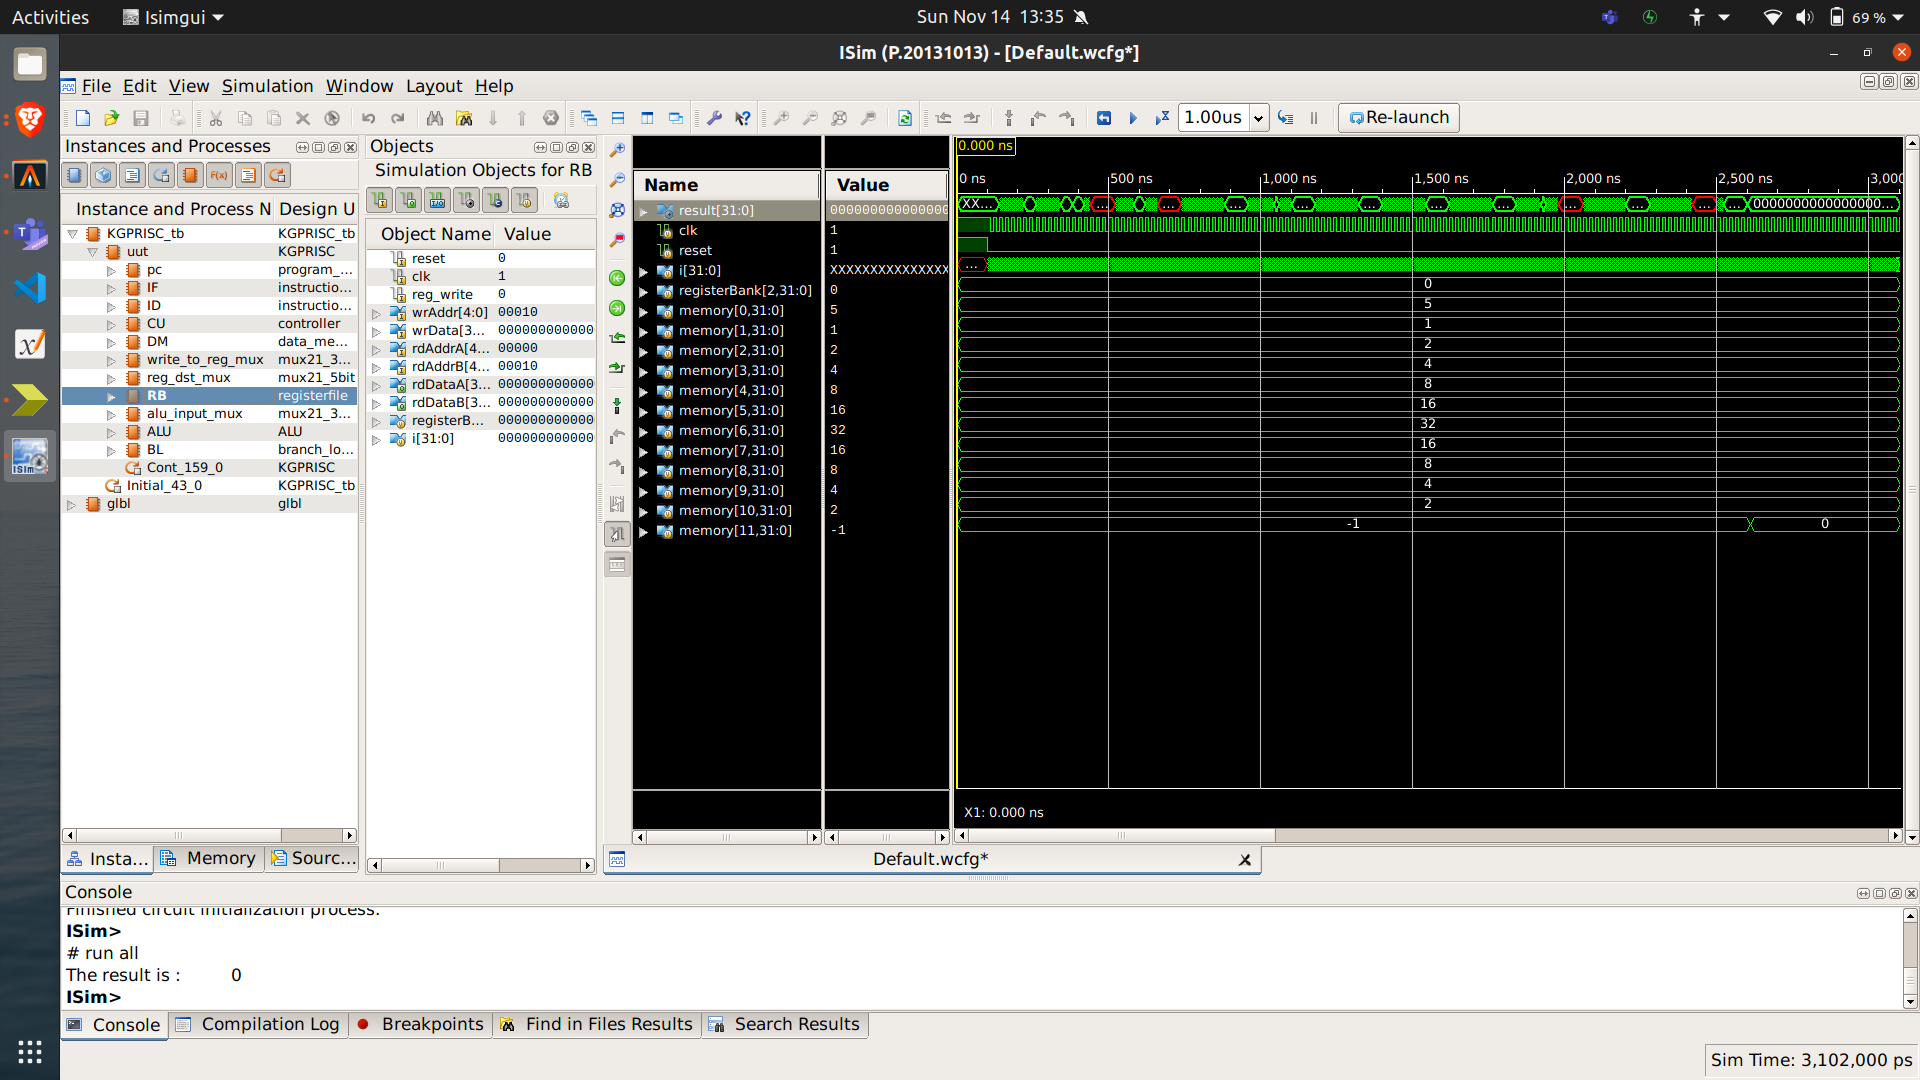 Activities
Isimgui
Sun Nov 14 13:35
69 %
ISim (P.20131013) - [Default.wcfg*]
File Edit View Simulation Window Layout Help
1.00us
Re-launch
Instances and Processes
Instance and Process N Design U
KGPRISC_tb KGPRISC_tb
uut KGPRISC
pc program_...
IF instructio...
ID instructio...
CU controller
DM data_me...
write_to_reg_mux mux21_3...
reg_dst_mux mux21_5bit
RB registerfile
alu_input_mux mux21_3...
ALU ALU
BL branch_lo...
Cont_159_0 KGPRISC
Initial_43_0 KGPRISC_tb
glbl glbl
Insta... Memory Sourc...
Objects
Simulation Objects for RB
Object Name Value
reset 0
clk 1
reg_write 0
wrAddr[4:0] 00010
wrData[3... 000000000000
rdAddrA[4... 00000
rdAddrB[4... 00010
rdDataA[3... 000000000000
rdDataB[3... 000000000000
registerB... 000000000000
i[31:0] 000000000000
Name Value
result[31:0] 000000000000000
clk 1
reset 1
i[31:0] XXXXXXXXXXXXXXX
registerBank[2,31:0] 0
memory[0,31:0] 5
memory[1,31:0] 1
memory[2,31:0] 2
memory[3,31:0] 4
memory[4,31:0] 8
memory[5,31:0] 16
memory[6,31:0] 32
memory[7,31:0] 16
memory[8,31:0] 8
memory[9,31:0] 4
memory[10,31:0] 2
memory[11,31:0] -1
0.000 ns
0 ns 500 ns 1,000 ns 1,500 ns 2,000 ns 2,500 ns 3,000
XX... ... ... ... ... ... ... ... ... ... ... ... 0000000000000000...
...
0
5
1
2
4
8
16
32
16
8
4
2
-1 0
X1: 0.000 ns
Default.wcfg*
Console
Finished circuit initialization process.
ISim>
# run all
The result is : 0
ISim>
Console Compilation Log Breakpoints Find in Files Results Search Results
Sim Time: 3,102,000 ps